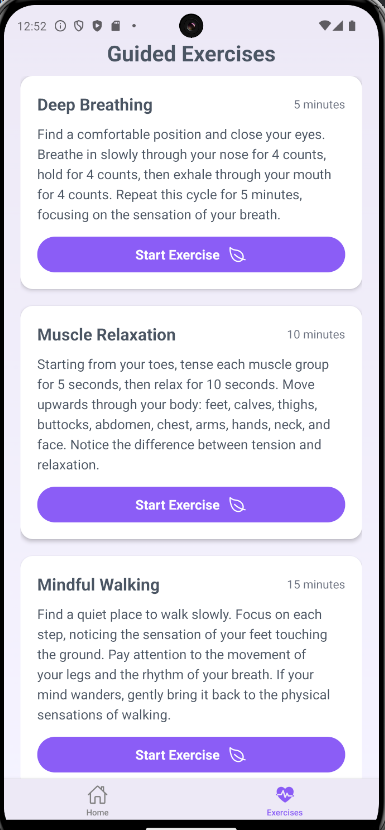 12:52
Guided Exercises
Deep Breathing
5 minutes
Find a comfortable position and close your eyes.
Breathe in slowly through your nose for 4 counts,
hold for 4 counts, then exhale through your mouth
for 4 counts. Repeat this cycle for 5 minutes,
focusing on the sensation of your breath.
Start Exercise
Muscle Relaxation
10 minutes
Starting from your toes, tense each muscle group
for 5 seconds, then relax for 10 seconds. Move
upwards through your body: feet, calves, thighs,
buttocks, abdomen, chest, arms, hands, neck, and
face. Notice the difference between tension and
relaxation.
Start Exercise
Mindful Walking
15 minutes
Find a quiet place to walk slowly. Focus on each
step, noticing the sensation of your feet touching
the ground. Pay attention to the movement of
your legs and the rhythm of your breath. If your
mind wanders, gently bring it back to the physical
sensations of walking.
Start Exercise
Home
Exercises